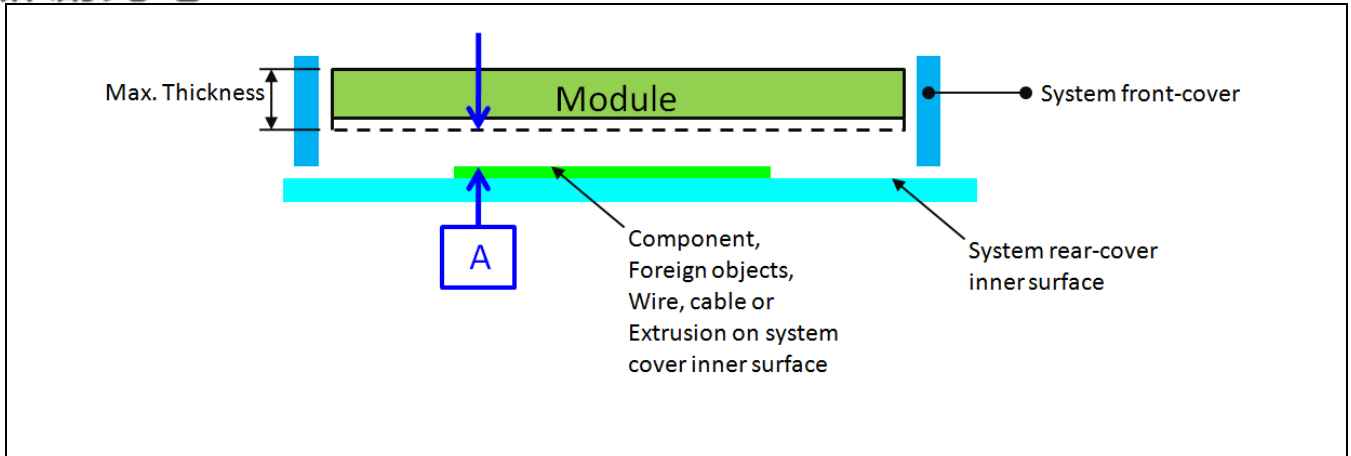 Max. Thickness
Module
System front-cover
A
Component,
Foreign objects,
Wire, cable or
Extrusion on system
cover inner surface
System rear-cover
inner surface